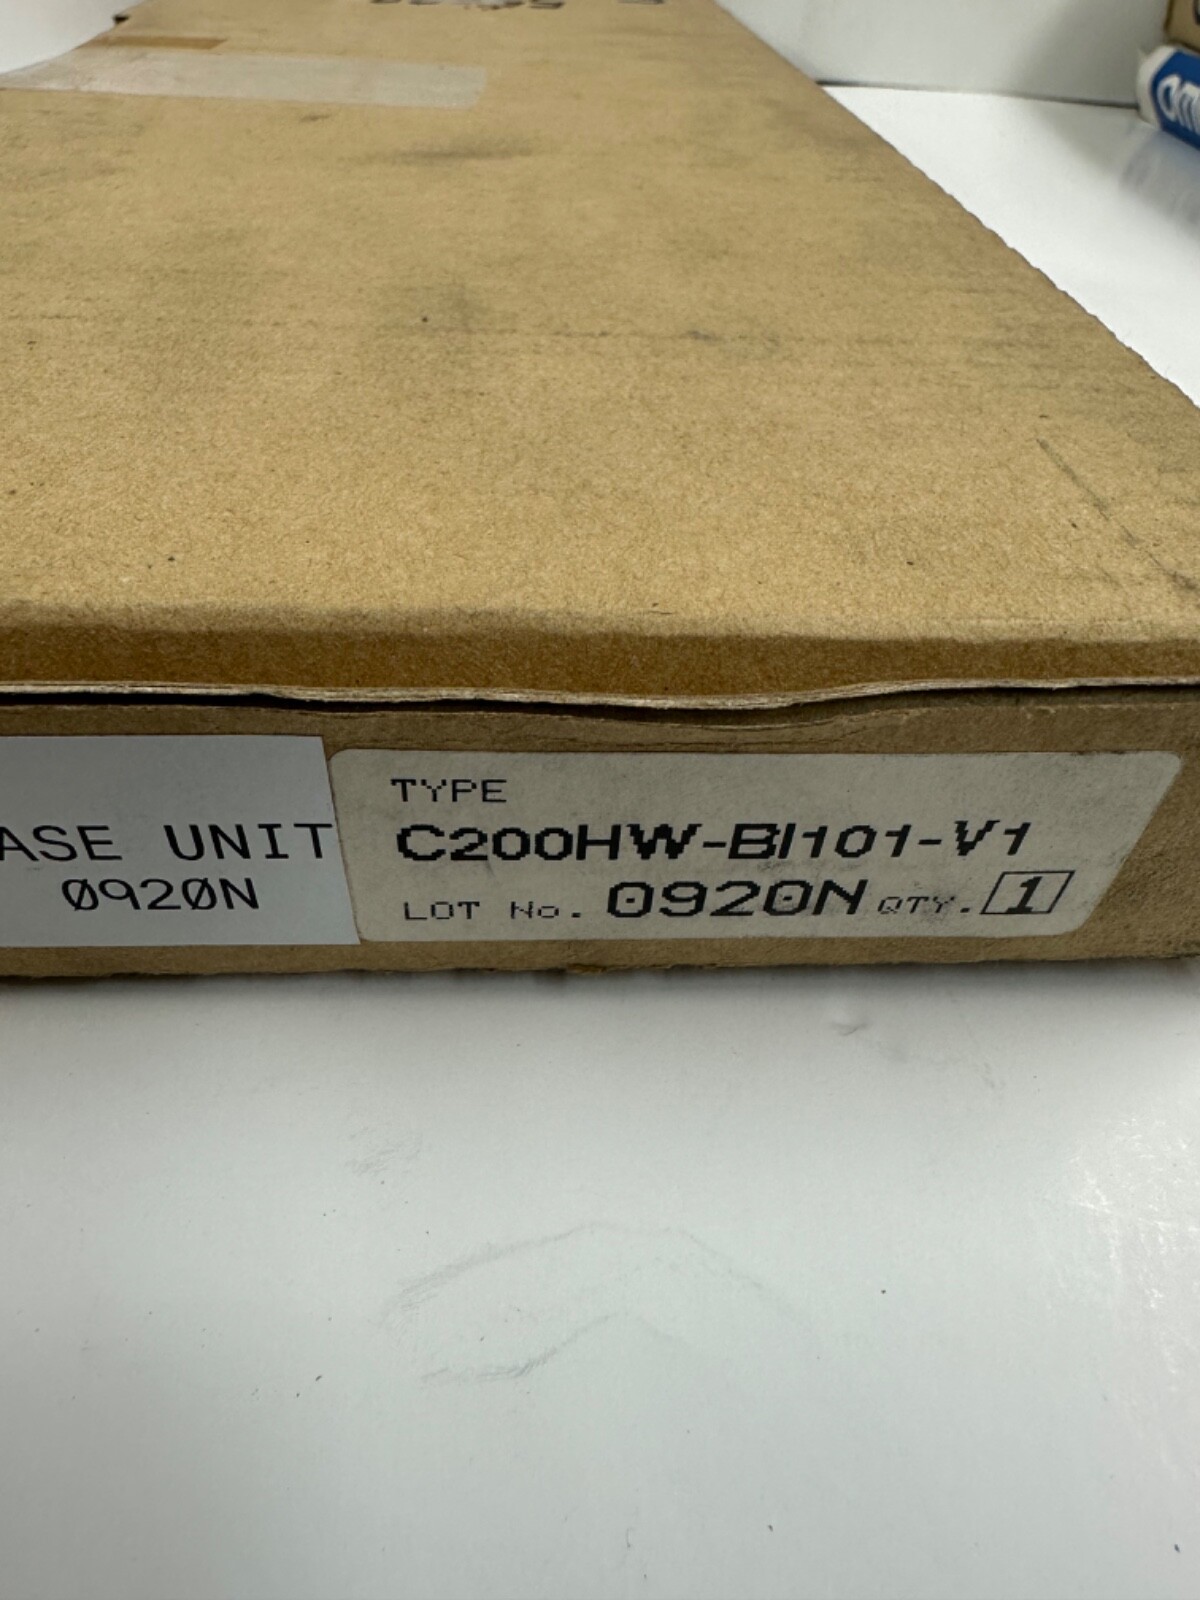 ASE UNIT
0920N
TYPE
C200HW-BI101-V1
LOT No. 0920N QTY. 1